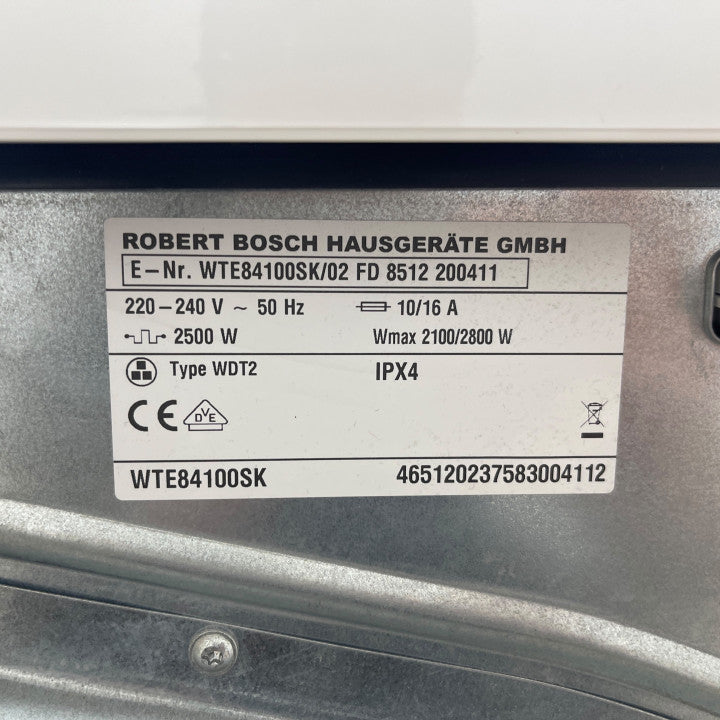 ROBERT BOSCH HAUSGERÄTE GMBH
E-Nr. WTE84100SK/02 FD 8512 200411
220-240 V ~ 50 Hz 10/16 A
2500 W Wmax 2100/2800 W
Type WDT2 IPX4
CE DVE
WTE84100SK 465120237583004112